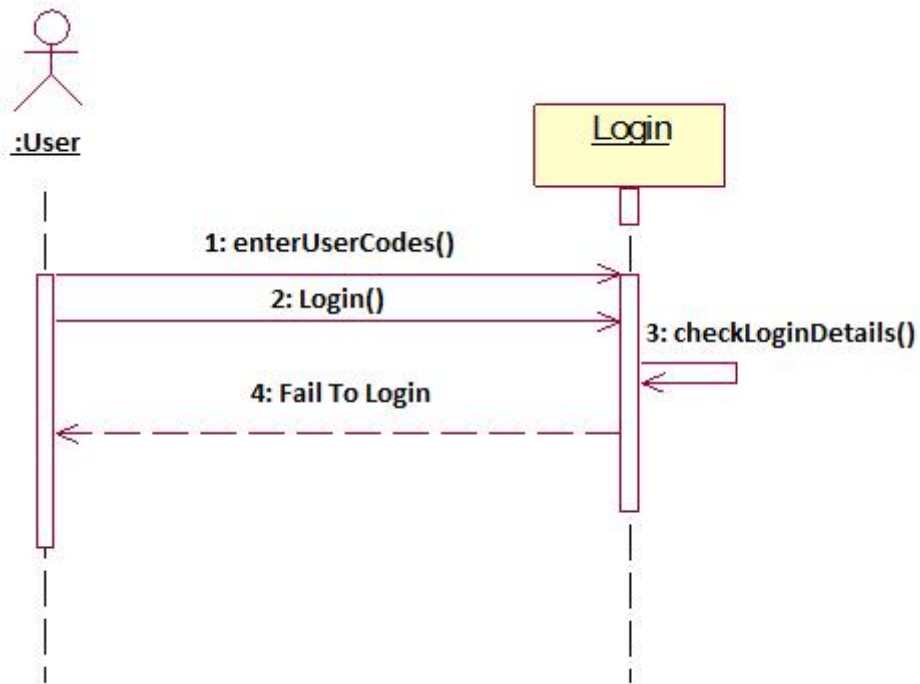 :User
Login
1: enterUserCodes()
2: Login()
3: checkLoginDetails()
4: Fail To Login